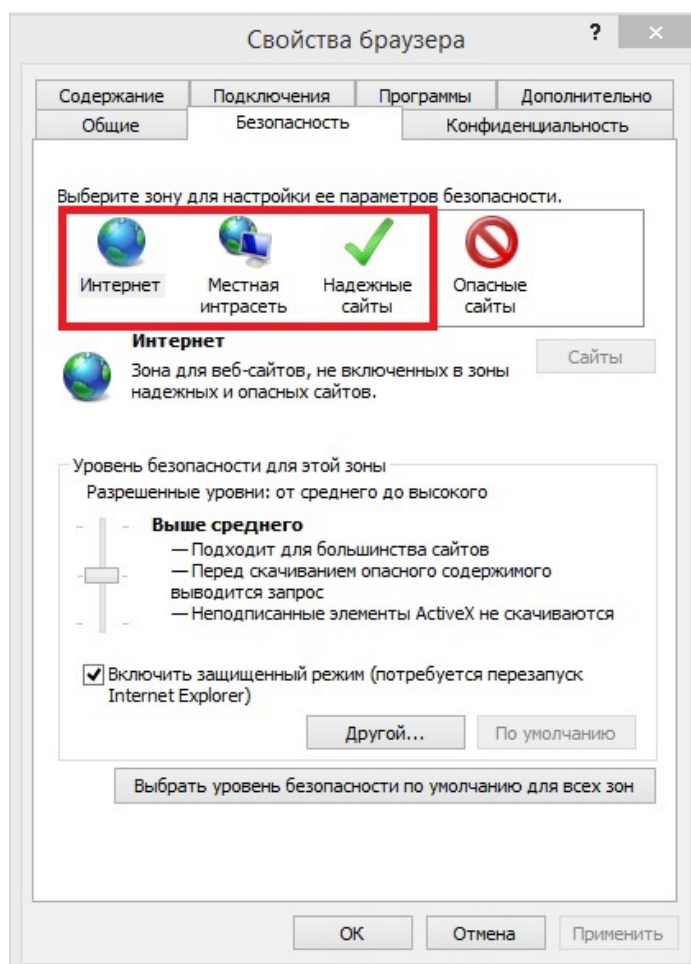 Свойства браузера
?
×
Содержание Подключения Программы Дополнительно
Общие Безопасность Конфиденциальность
Выберите зону для настройки ее параметров безопасности.
Интернет Местная Надежные Опасные
интрасеть сайты сайты
Интернет
Зона для веб-сайтов, не включенных в зоны
надежных и опасных сайтов.
Сайты
Уровень безопасности для этой зоны
Разрешенные уровни: от среднего до высокого
Выше среднего
— Подходит для большинства сайтов
— Перед скачиванием опасного содержимого
выводится запрос
— Неподписанные элементы ActiveX не скачиваются
Включить защищенный режим (потребуется перезапуск
Internet Explorer)
Другой... По умолчанию
Выбрать уровень безопасности по умолчанию для всех зон
ОК Отмена Применить